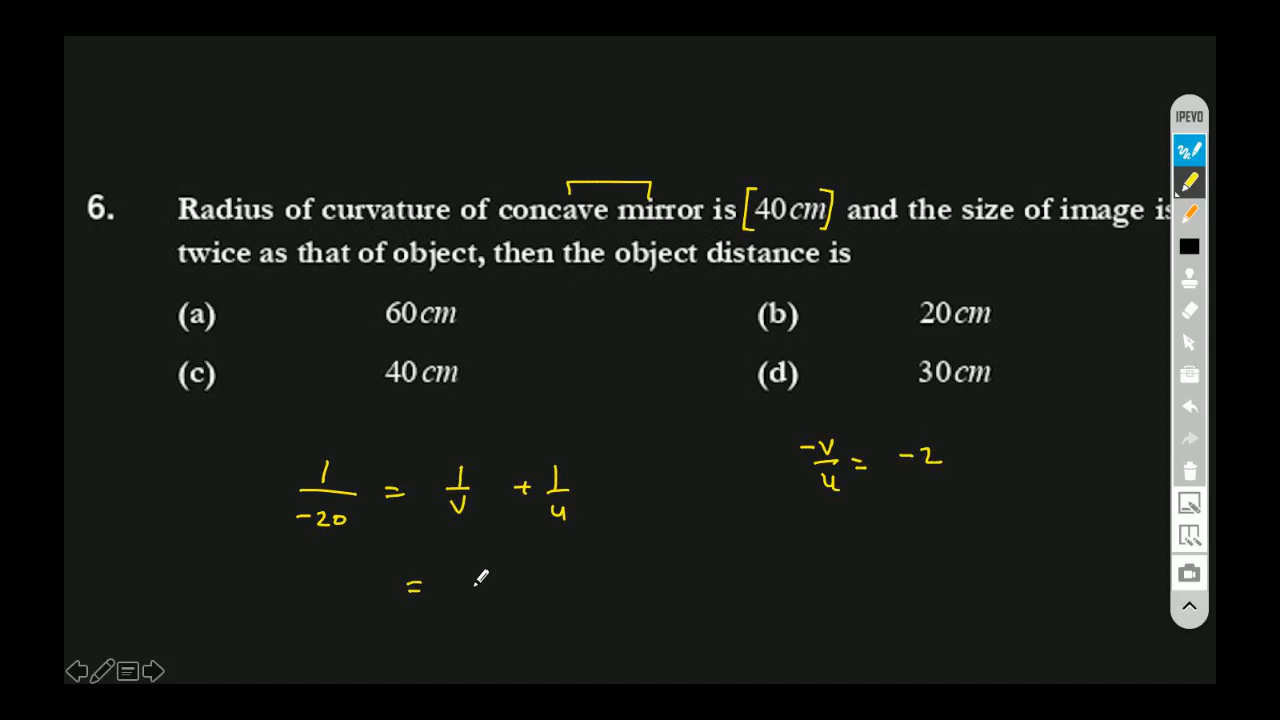 IPEVO
6. Radius of curvature of concave mirror is [40 cm] and the size of image is
twice as that of object, then the object distance is
(a) 60 cm (b) 20 cm
(c) 40 cm (d) 30 cm
-v/u = -2
1/-20 = 1/v + 1/u
=